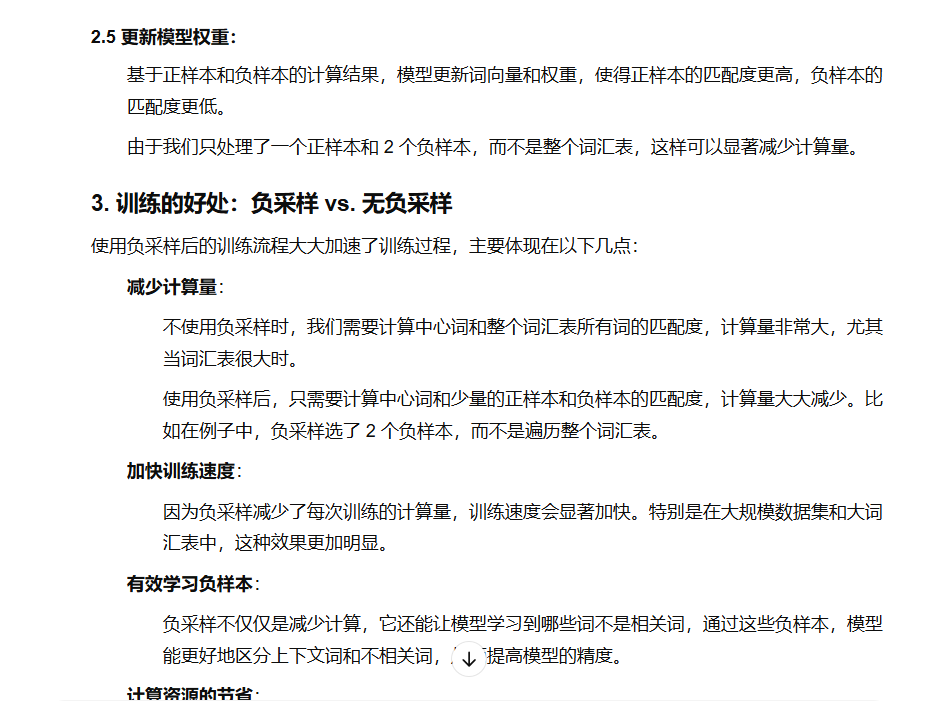 2.5 更新模型权重：
基于正样本和负样本的计算结果，模型更新词向量和权重，使得正样本的匹配度更高，负样本的
匹配度更低。
由于我们只处理了一个正样本和 2 个负样本，而不是整个词汇表，这样可以显著减少计算量。
3. 训练的好处：负采样 vs. 无负采样
使用负采样后的训练流程大大加速了训练过程，主要体现在以下几点：
减少计算量：
不使用负采样时，我们需要计算中心词和整个词汇表所有词的匹配度，计算量非常大，尤其
当词汇表很大时。
使用负采样后，只需要计算中心词和少量的正样本和负样本的匹配度，计算量大大减少。比
如在例子中，负采样选了 2 个负样本，而不是遍历整个词汇表。
加快训练速度：
因为负采样减少了每次训练的计算量，训练速度会显著加快。特别是在大规模数据集和大词
汇表中，这种效果更加明显。
有效学习负样本：
负采样不仅仅是减少计算，它还能让模型学习到哪些词不是相关词，通过这些负样本，模型
能更好地区分上下文词和不相关词，提高模型的精度。
计算资源的节省：